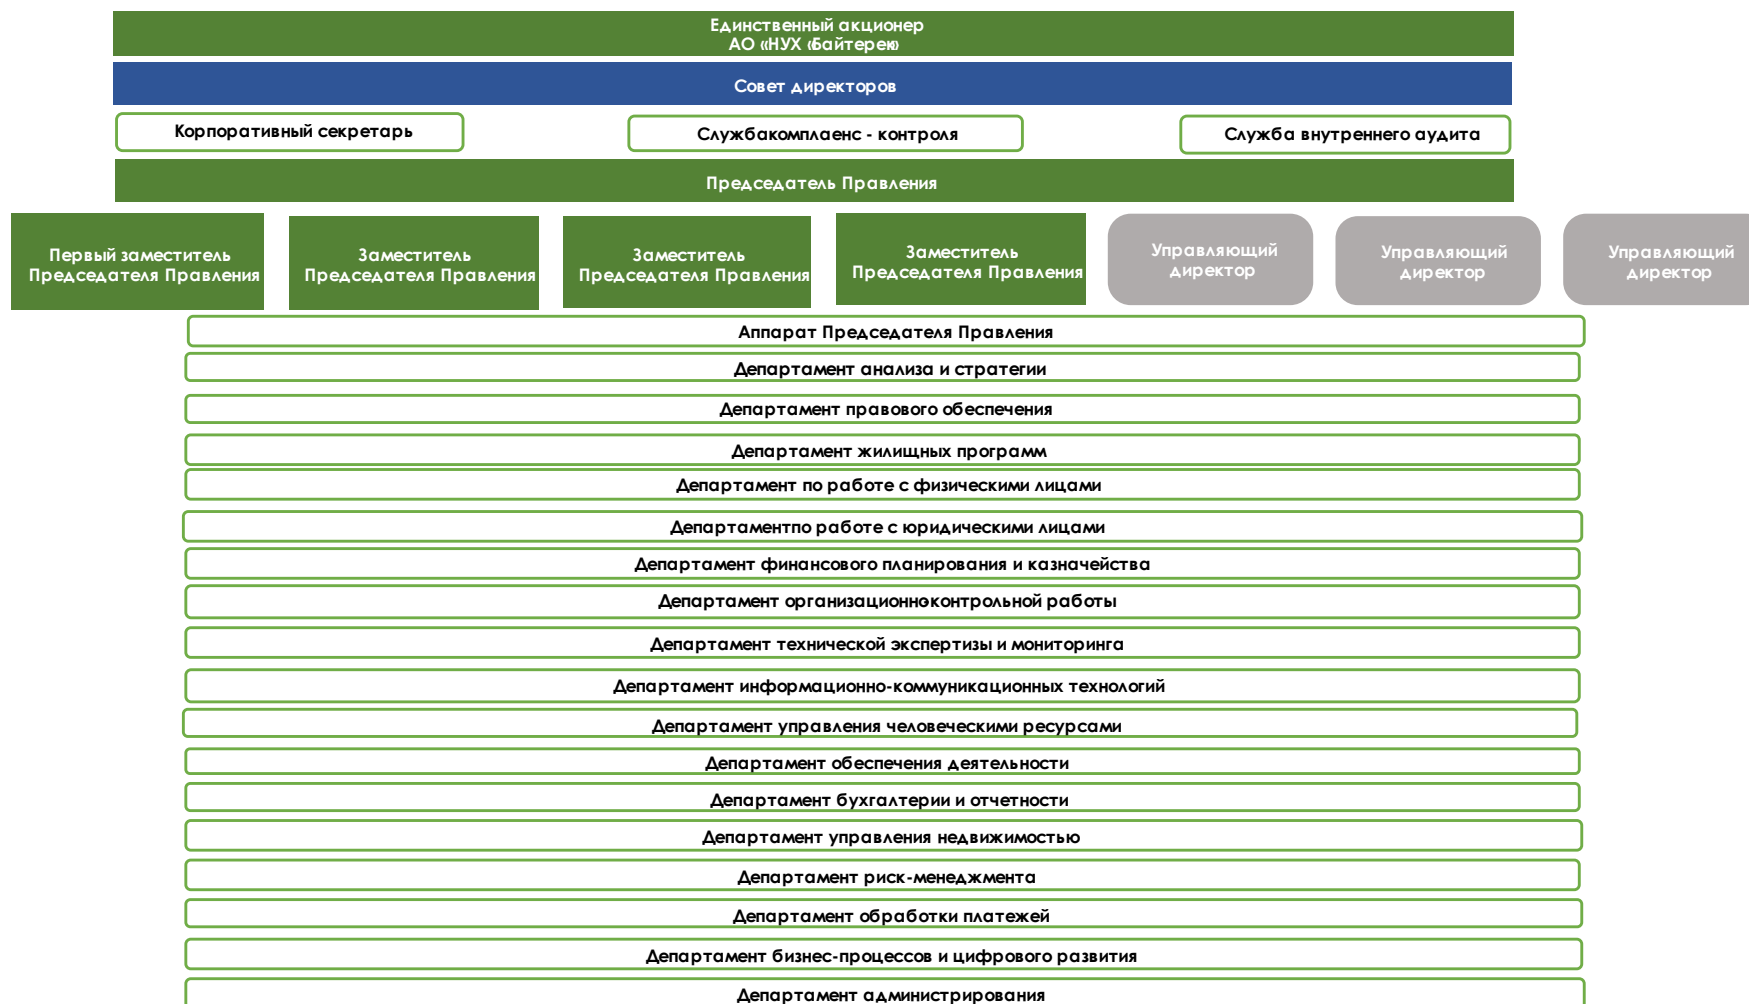 Единственный акционер
АО «НУХ «Байтерек»
Совет директоров
Корпоративный секретарь
Службакомплаенс - контроля
Служба внутреннего аудита
Председатель Правления
Первый заместитель
Председателя Правления
Заместитель
Председателя Правления
Заместитель
Председателя Правления
Заместитель
Председателя Правления
Управляющий
директор
Управляющий
директор
Управляющий
директор
Аппарат Председателя Правления
Департамент анализа и стратегии
Департамент правового обеспечения
Департамент жилищных программ
Департамент по работе с физическими лицами
Департаментпо работе с юридическими лицами
Департамент финансового планирования и казначейства
Департамент организационно-контрольной работы
Департамент технической экспертизы и мониторинга
Департамент информационно-коммуникационных технологий
Департамент управления человеческими ресурсами
Департамент обеспечения деятельности
Департамент бухгалтерии и отчетности
Департамент управления недвижимостью
Департамент риск-менеджмента
Департамент обработки платежей
Департамент бизнес-процессов и цифрового развития
Департамент администрирования